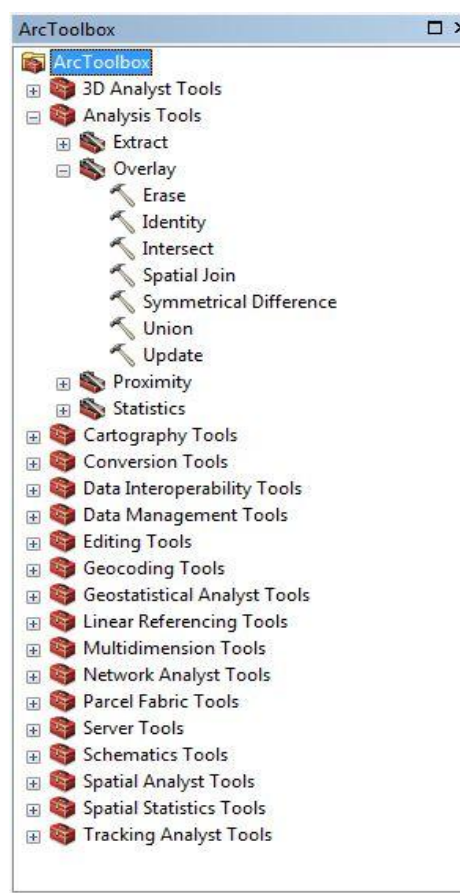 ArcToolbox
ArcToolbox
3D Analyst Tools
Analysis Tools
Extract
Overlay
Erase
Identity
Intersect
Spatial Join
Symmetrical Difference
Union
Update
Proximity
Statistics
Cartography Tools
Conversion Tools
Data Interoperability Tools
Data Management Tools
Editing Tools
Geocoding Tools
Geostatistical Analyst Tools
Linear Referencing Tools
Multidimension Tools
Network Analyst Tools
Parcel Fabric Tools
Server Tools
Schematics Tools
Spatial Analyst Tools
Spatial Statistics Tools
Tracking Analyst Tools